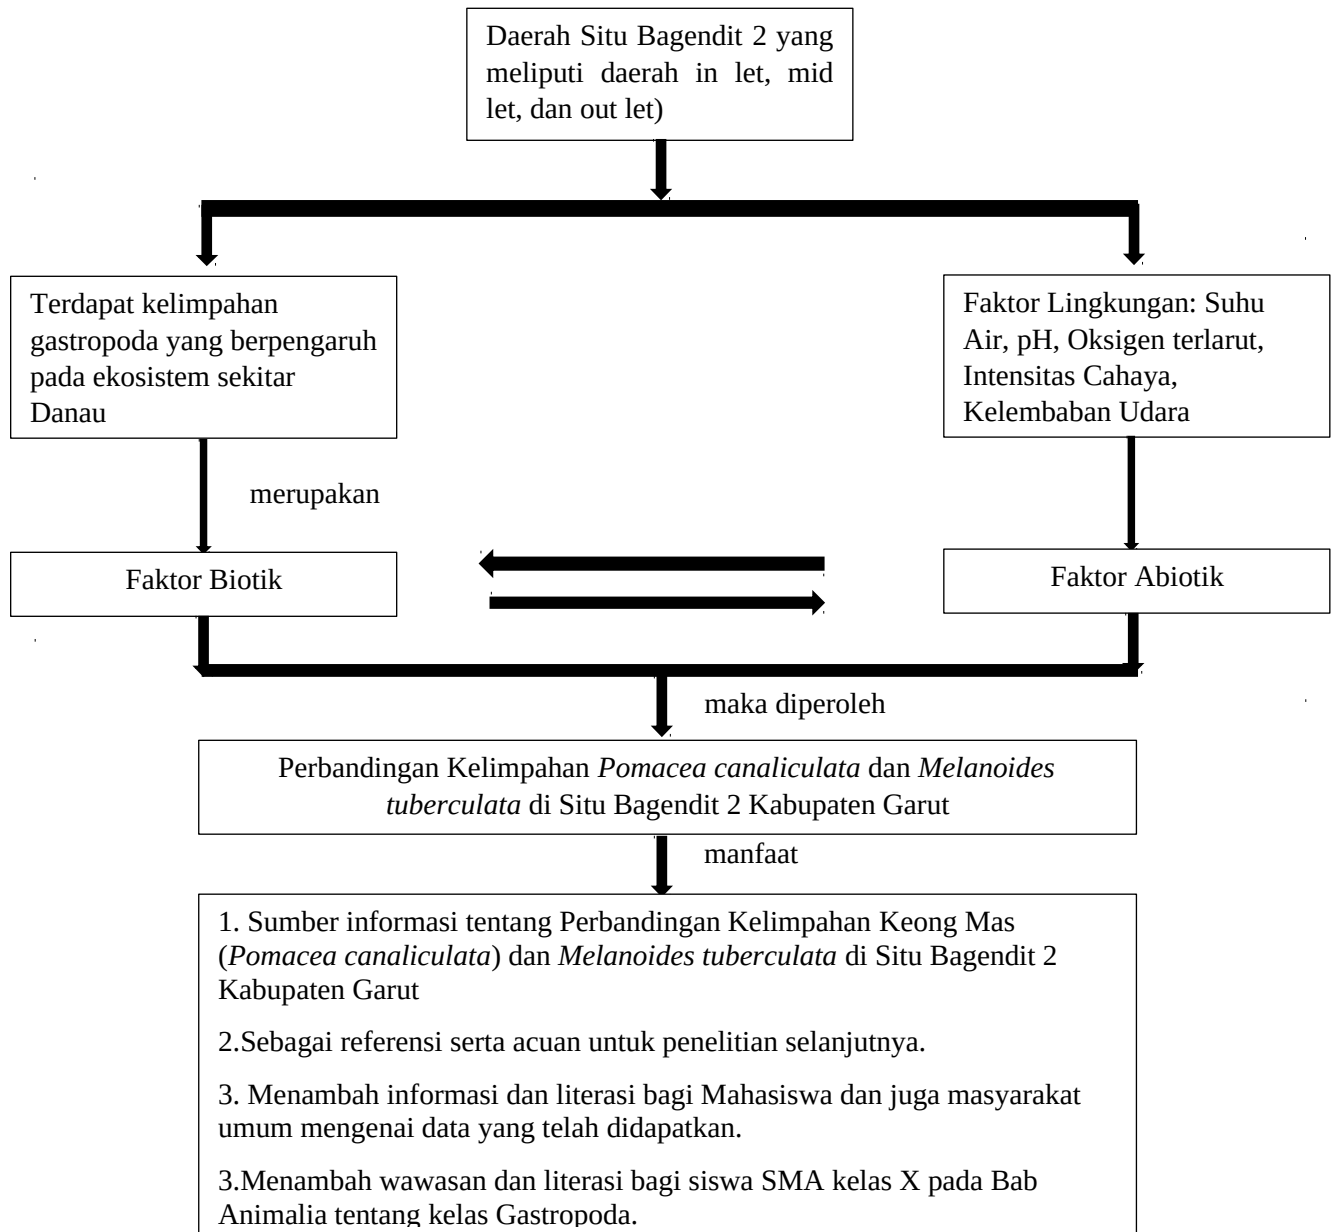 Daerah Situ Bagendit 2 yang
meliputi daerah in let, mid
let, dan out let)
Terdapat kelimpahan
gastropoda yang berpengaruh
pada ekosistem sekitar
Danau
Faktor Lingkungan: Suhu
Air, pH, Oksigen terlarut,
Intensitas Cahaya,
Kelembaban Udara
merupakan
Faktor Biotik
Faktor Abiotik
maka diperoleh
Perbandingan Kelimpahan Pomacea canaliculata dan Melanoides
tuberculata di Situ Bagendit 2 Kabupaten Garut
manfaat
1. Sumber informasi tentang Perbandingan Kelimpahan Keong Mas
(Pomacea canaliculata) dan Melanoides tuberculata di Situ Bagendit 2
Kabupaten Garut
2.Sebagai referensi serta acuan untuk penelitian selanjutnya.
3. Menambah informasi dan literasi bagi Mahasiswa dan juga masyarakat
umum mengenai data yang telah didapatkan.
3.Menambah wawasan dan literasi bagi siswa SMA kelas X pada Bab
Animalia tentang kelas Gastropoda.